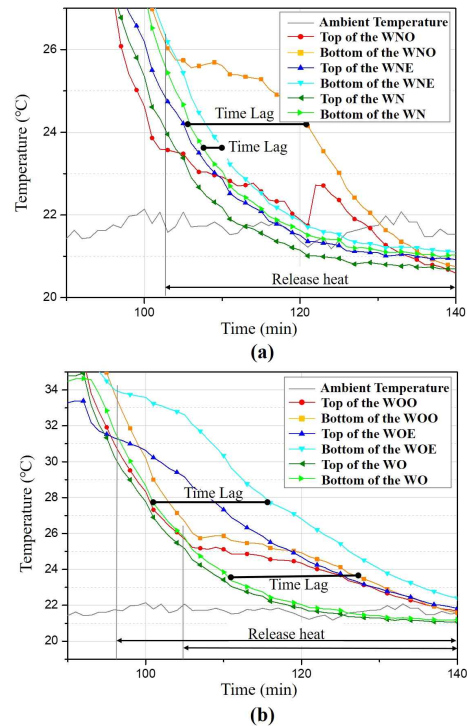 Ambient Temperature
Top of the WNO
Bottom of the WNO
Top of the WNE
Bottom of the WNE
Top of the WN
Bottom of the WN
26
24
22
20
Temperature (°C)
Time Lag
Time Lag
Release heat
100
120
140
Time (min)
(a)
Ambient Temperature
Top of the WOO
Bottom of the WOO
Top of the WOE
Bottom of the WOE
Top of the WO
Bottom of the WO
34
32
30
28
26
24
22
20
Temperature (°C)
Time Lag
Time Lag
Release heat
100
120
140
Time (min)
(b)